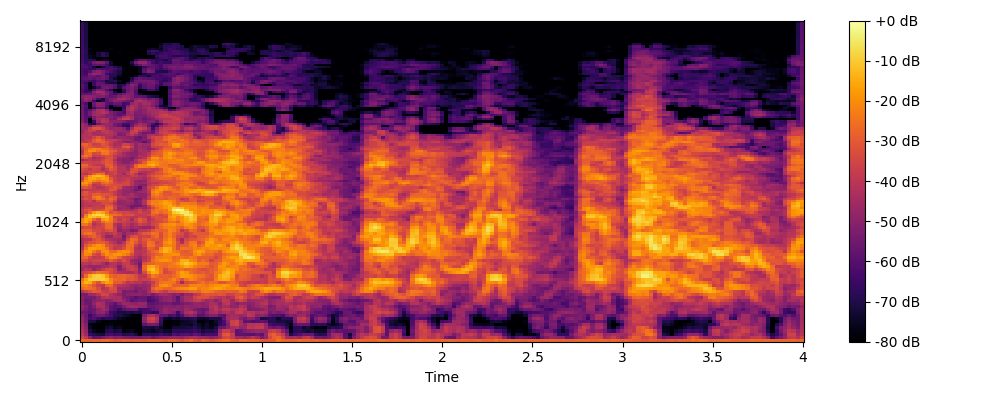 +0 dB
8192
-10 dB
4096
-20 dB
-30 dB
Hz
2048
-40 dB
1024
-50 dB
-60 dB
512
-70 dB
0
-80 dB
0 0.5 1 1.5 2 2.5 3 3.5 4
Time